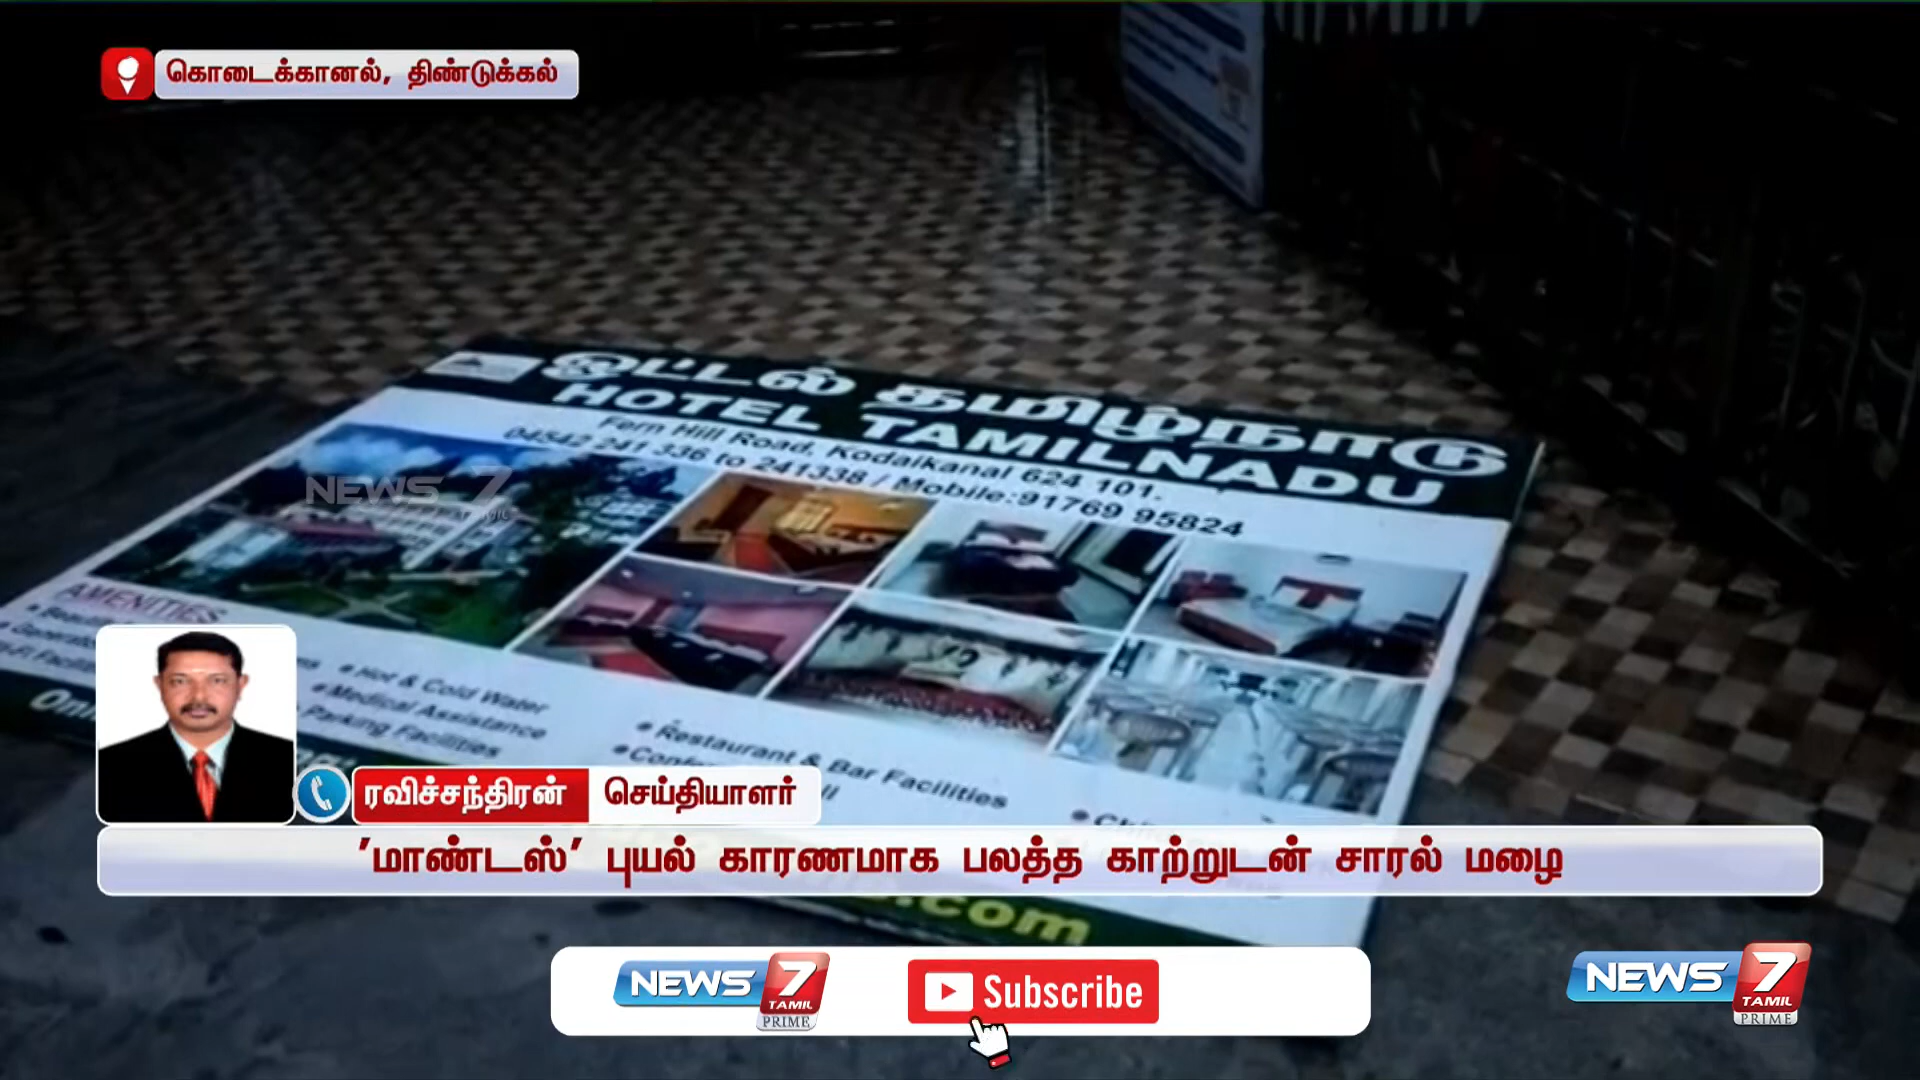 கொடைக்கானல், திண்டுக்கல்
ஓட்டல் தமிழ்நாடு
HOTEL TAMILNADU
Fern Hill Road, Kodaikanal 624 101.
04542 241 336 to 241338 / Mobile:91769 95824
NEWS 7
AMENITIES
Hot & Cold Water
Medical Assistance
Parking Facilities
Restaurant & Bar Facilities
ரவிச்சந்திரன் செய்தியாளர்
'மாண்டஸ்' புயல் காரணமாக பலத்த காற்றுடன் சாரல் மழை
.com
NEWS 7 TAMIL PRIME Subscribe
NEWS 7 TAMIL PRIME